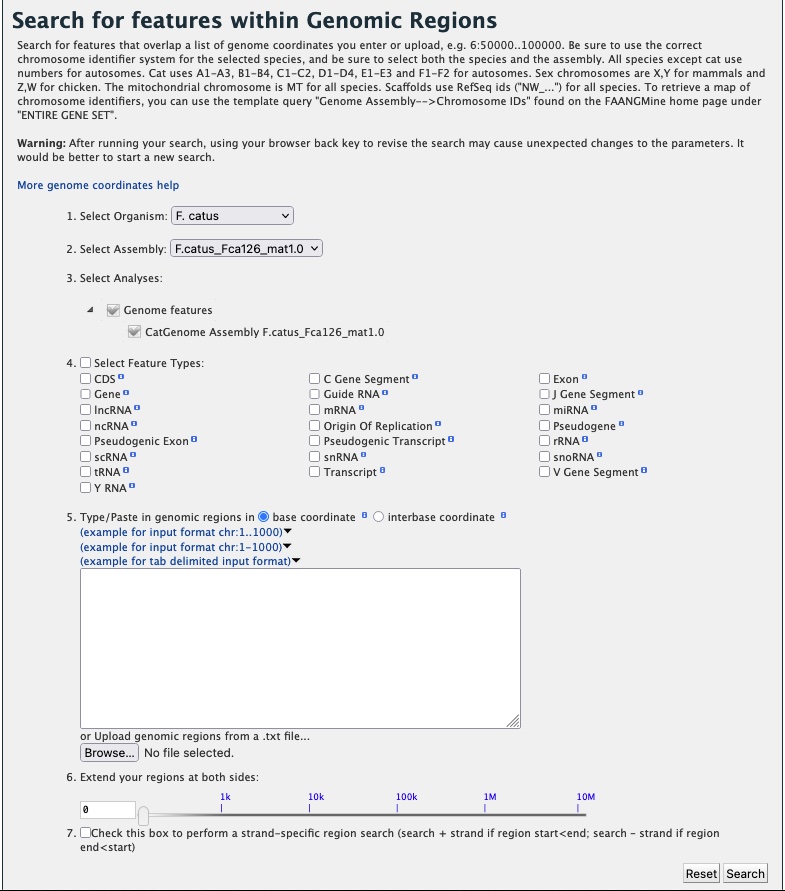 Search for features within Genomic Regions
Search for features that overlap a list of genome coordinates you enter or upload, e.g. 6:50000..100000. Be sure to use the correct
chromosome identifier system for the selected species, and be sure to select both the species and the assembly. All species except cat use
numbers for autosomes. Cat uses A1-A3, B1-B4, C1-C2, D1-D4, E1-E3 and F1-F2 for autosomes. Sex chromosomes are X,Y for mammals and
Z,W for chicken. The mitochondrial chromosome is MT for all species. Scaffolds use RefSeq ids ("NW_...") for all species. To retrieve a map of
chromosome identifiers, you can use the template query "Genome Assembly-->Chromosome IDs" found on the FAANGMine home page under
"ENTIRE GENE SET".
Warning: After running your search, using your browser back key to revise the search may cause unexpected changes to the parameters. It
would be better to start a new search.
More genome coordinates help
1. Select Organism: F. catus
2. Select Assembly: F.catus_Fca126_mat1.0
3. Select Analyses:
Genome features
CatGenome Assembly F.catus_Fca126_mat1.0
4. Select Feature Types:
CDS i C Gene Segment i Exon i
Gene i Guide RNA i J Gene Segment i
lncRNA i mRNA i miRNA i
ncRNA i Origin Of Replication i Pseudogene i
Pseudogenic Exon i Pseudogenic Transcript i rRNA i
scRNA i snRNA i snoRNA i
tRNA i Transcript i V Gene Segment i
Y RNA i
5. Type/Paste in genomic regions in base coordinate i interbase coordinate i
(example for input format chr:1..1000)
(example for input format chr:1-1000)
(example for tab delimited input format)
or Upload genomic regions from a .txt file...
Browse... No file selected.
6. Extend your regions at both sides:
1k 10k 100k 1M 10M
0
7. Check this box to perform a strand-specific region search (search + strand if region start<end; search - strand if region
end<start)
Reset Search